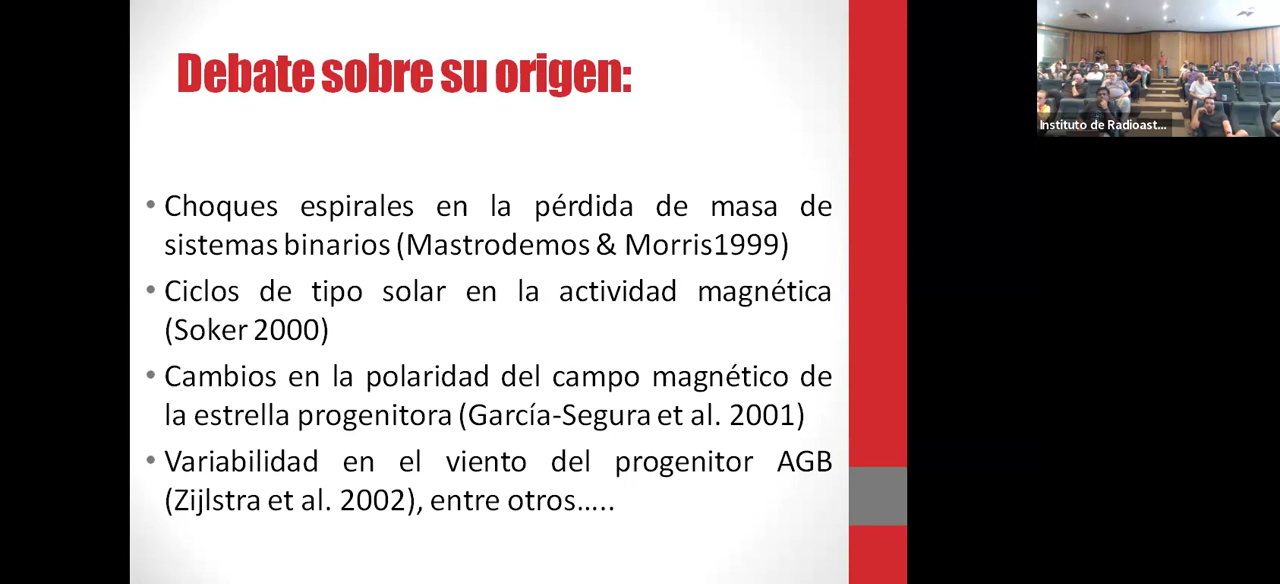 Debate sobre su origen:
Instituto de Radioast...
• Choques espirales en la pérdida de masa de
sistemas binarios (Mastrodemos & Morris1999)
• Ciclos de tipo solar en la actividad magnética
(Soker 2000)
• Cambios en la polaridad del campo magnético de
la estrella progenitora (García-Segura et al. 2001)
• Variabilidad en el viento del progenitor AGB
(Zijlstra et al. 2002), entre otros.....